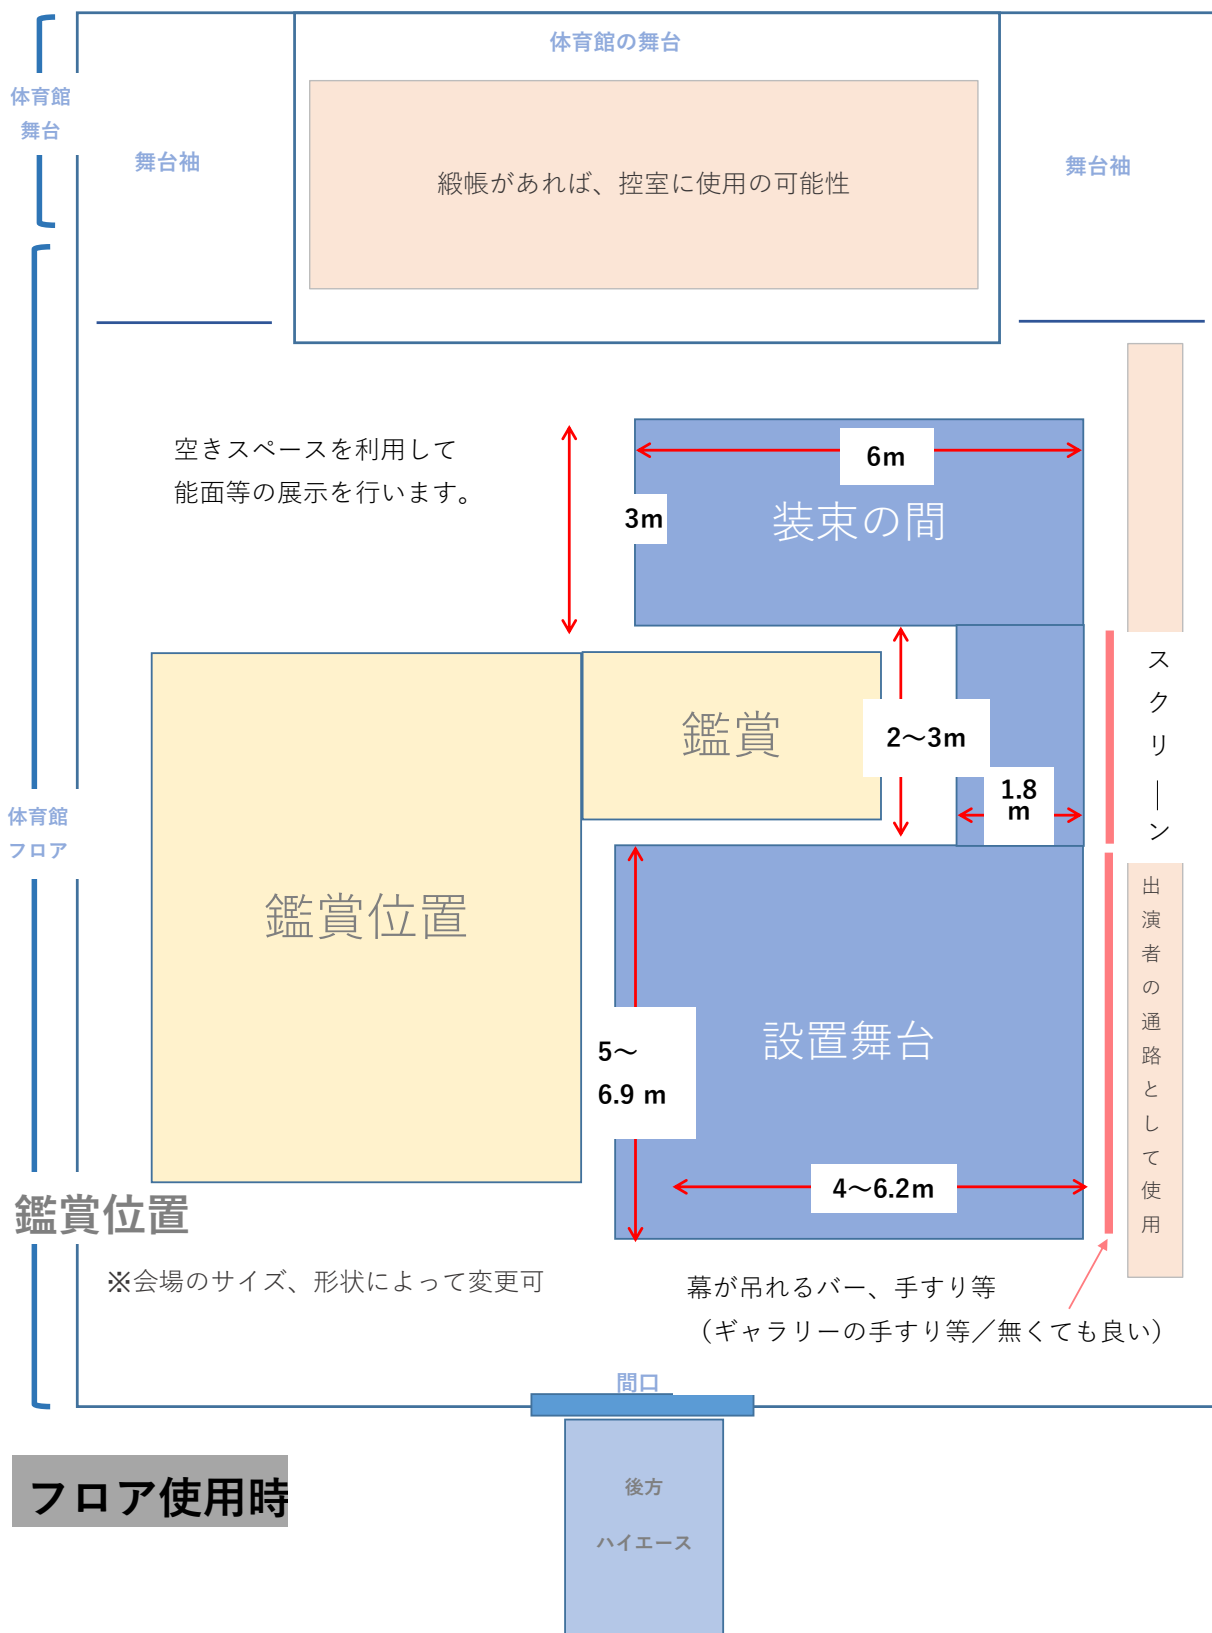 体育館の舞台
体育館
舞台
舞台袖
舞台袖
緞帳があれば、控室に使用の可能性
空きスペースを利用して
能面等の展示を行います。
6m
3m
装束の間
スクリーン
鑑賞
2～3m
1.8
m
体育館
フロア
鑑賞位置
設置舞台
5～
6.9 m
4～6.2m
出演者の通路として使用
鑑賞位置
※会場のサイズ、形状によって変更可
幕が吊れるバー、手すり等
（ギャラリーの手すり等／無くても良い）
間口
フロア使用時
後方
ハイエース